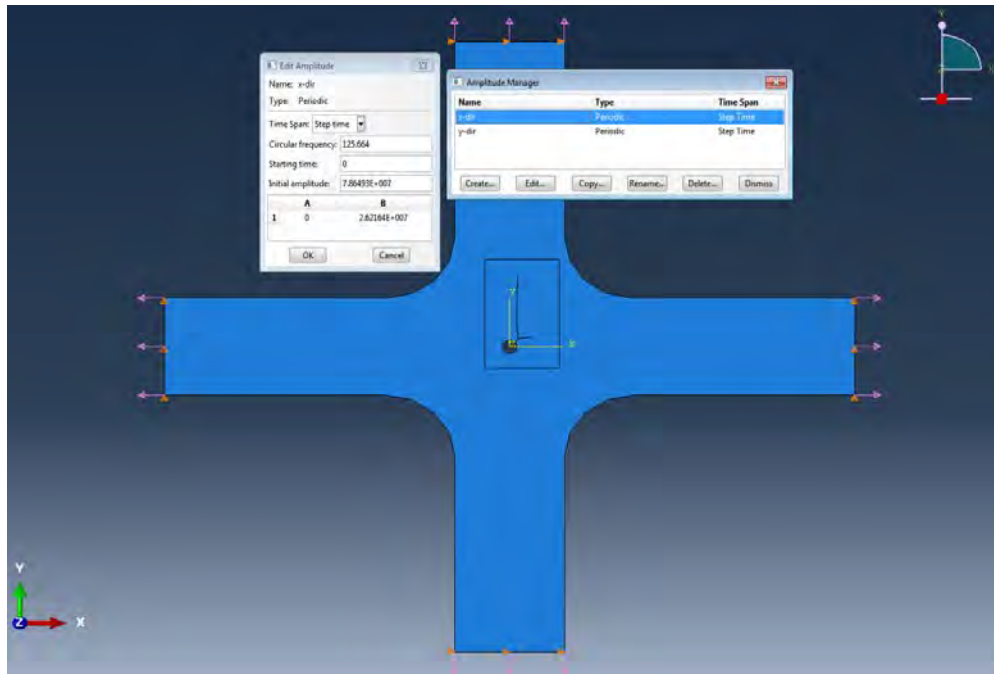 Edit Amplitude
Name: x-dir
Type: Periodic
Time Span: Step time
Circular frequency: 125.664
Starting time: 0
Initial amplitude: 7.86493E+007
A B
1 0 2.62164E+007
OK Cancel
Amplitude Manager
Name Type Time Span
x-dir Periodic Step Time
y-dir Periodic Step Time
Create... Edit... Copy... Rename... Delete... Dismiss
Y
X
Y
Z X